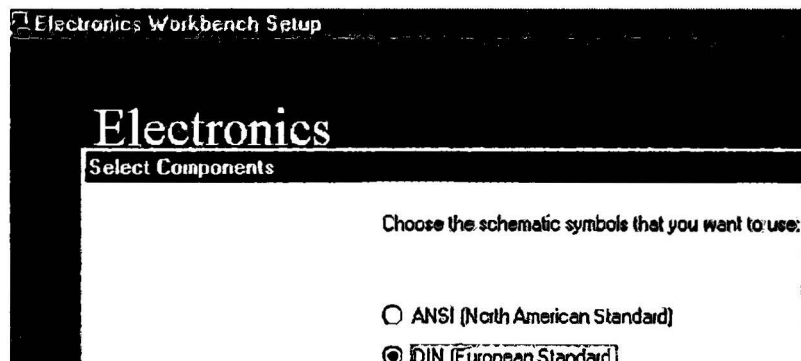 Electronics Workbench Setup
Electronics
Select Components
Choose the schematic symbols that you want to use:
ANSI (North American Standard)
DIN (European Standard)